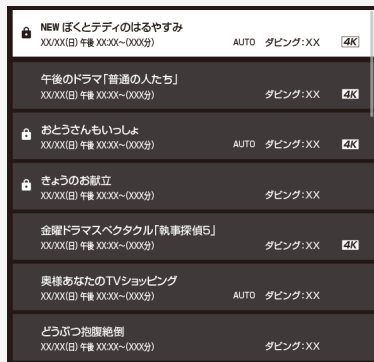 NEW ぼくとテディのはるやすみ
XX/XX(日) 午後 XX:XX~(XXX分) AUTO ダビング:XX 4K
午後のドラマ「普通の人たち」
XX/XX(日) 午後 XX:XX~(XXX分) ダビング:XX 4K
おとうさんもいっしょ
XX/XX(日) 午後 XX:XX~(XXX分) AUTO ダビング:XX 4K
きょうのお献立
XX/XX(日) 午後 XX:XX~(XXX分) ダビング:XX
金曜ドラマスペクタクル「執事探偵5」
XX/XX(日) 午後 XX:XX~(XXX分) ダビング:XX 4K
奥様あなたのTVショッピング
XX/XX(日) 午後 XX:XX~(XXX分) AUTO ダビング:XX
どうぶつ抱腹絶倒
XX/XX(日) 午後 XX:XX~(XXX分) ダビング:XX